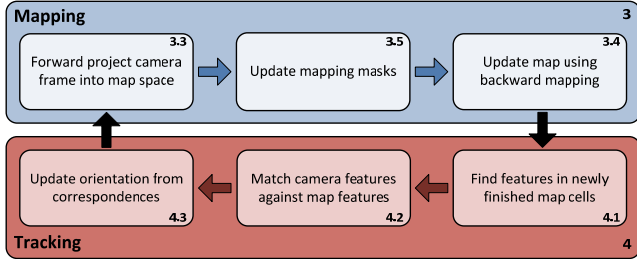 Mapping 3
3.3
Forward project camera
frame into map space
3.5
Update mapping masks
3.4
Update map using
backward mapping
Update orientation from
correspondences
4.3
Match camera features
against map features
4.2
Find features in newly
finished map cells
4.1
Tracking 4